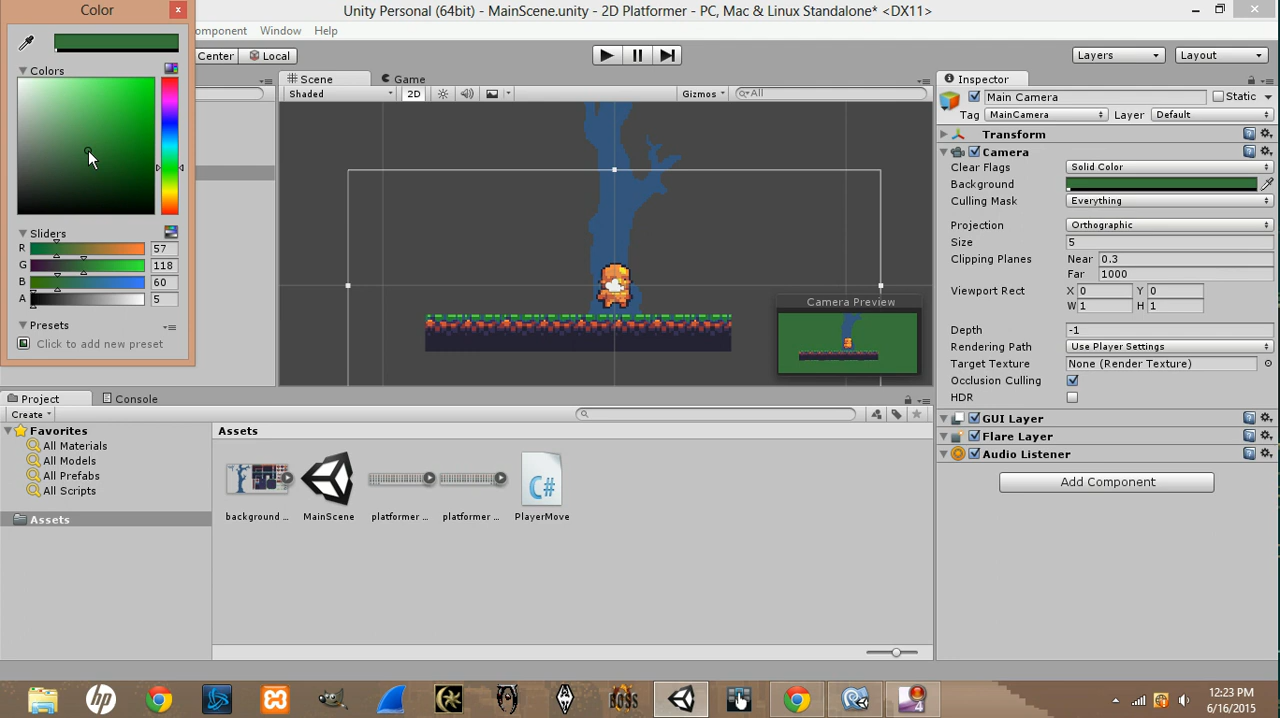 Color
x
Unity Personal (64bit) - MainScene.unity - 2D Platformer - PC, Mac & Linux Standalone* <DX11>
omponent Window Help
Center Local
Layers Layout
Colors
Scene Game
Shaded 2D Gizmos All
Inspector
Main Camera Static
Tag MainCamera Layer Default
Transform
Camera
Clear Flags Solid Color
Background
Culling Mask Everything
Projection Orthographic
Size 5
Clipping Planes Near 0.3
Far 1000
Viewport Rect X 0 Y 0
W 1 H 1
Depth -1
Rendering Path Use Player Settings
Target Texture None (Render Texture)
Occlusion Culling
HDR
GUI Layer
Flare Layer
Audio Listener
Add Component
Sliders
R 57
G 118
B 60
A 5
Presets
Click to add new preset
Camera Preview
Project Console
Create
Favorites
All Materials
All Models
All Prefabs
All Scripts
Assets
Assets
C#
background ... MainScene platformer ... platformer ... PlayerMove
hp
BOSS
4
12:23 PM
6/16/2015